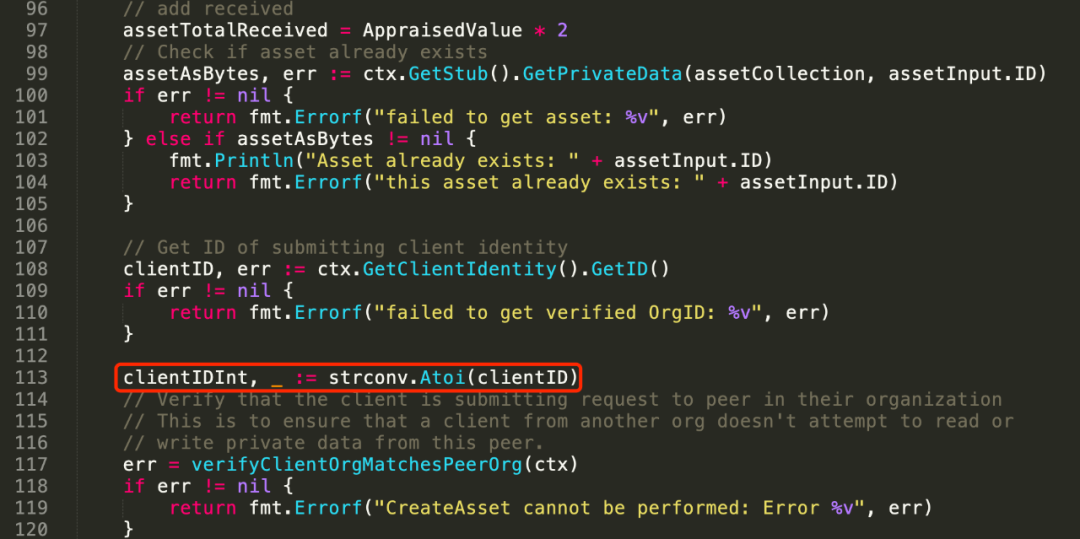 96 // add received
97 assetTotalReceived = AppraisedValue * 2
98 // Check if asset already exists
99 assetAsBytes, err := ctx.GetStub().GetPrivateData(assetCollection, assetInput.ID)
100 if err != nil {
101 return fmt.Errorf("failed to get asset: %v", err)
102 } else if assetAsBytes != nil {
103 fmt.Println("Asset already exists: " + assetInput.ID)
104 return fmt.Errorf("this asset already exists: " + assetInput.ID)
105 }
106
107 // Get ID of submitting client identity
108 clientID, err := ctx.GetClientIdentity().GetID()
109 if err != nil {
110 return fmt.Errorf("failed to get verified OrgID: %v", err)
111 }
112
113 clientIDInt, _ := strconv.Atoi(clientID)
114 // Verify that the client is submitting request to peer in their organization
115 // This is to ensure that a client from another org doesn't attempt to read or
116 // write private data from this peer.
117 err = verifyClientOrgMatchesPeerOrg(ctx)
118 if err != nil {
119 return fmt.Errorf("CreateAsset cannot be performed: Error %v", err)
120 }